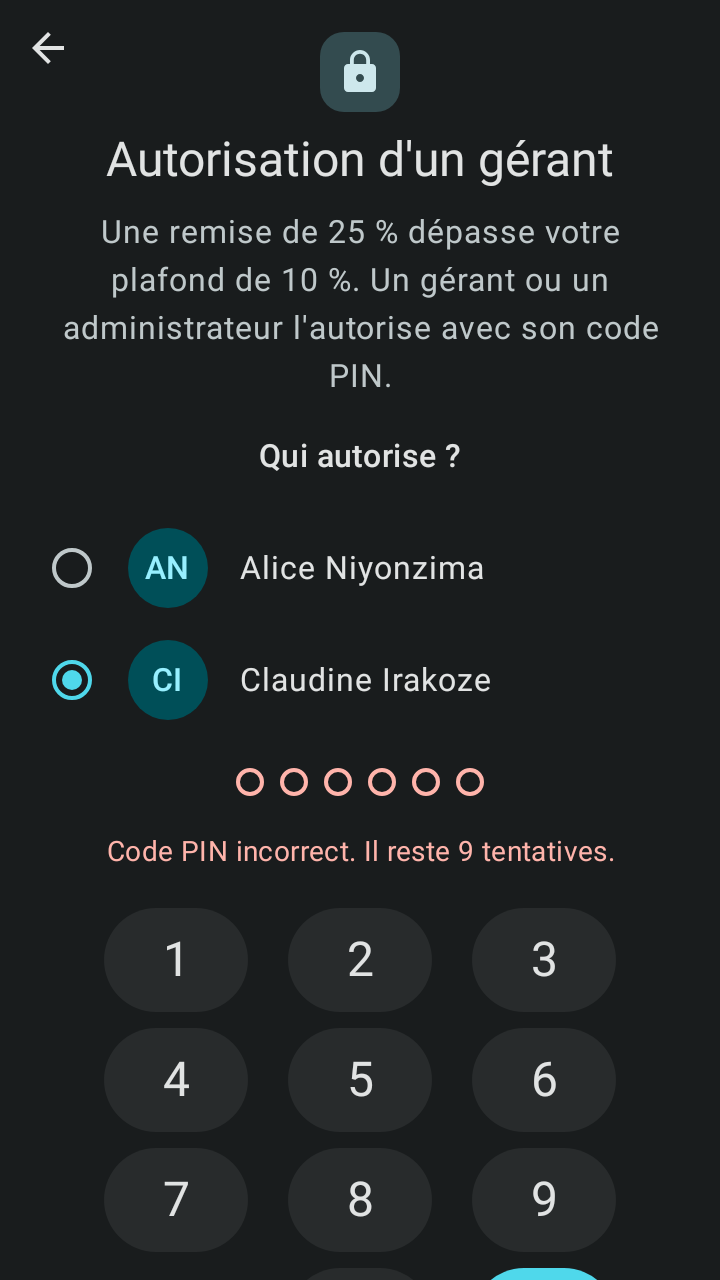 Autorisation d'un gérant
Une remise de 25 % dépasse votre
plafond de 10 %. Un gérant ou un
administrateur l'autorise avec son code
PIN.
Qui autorise ?
AN Alice Niyonzima
CI Claudine Irakoze
Code PIN incorrect. Il reste 9 tentatives.
1 2 3
4 5 6
7 8 9